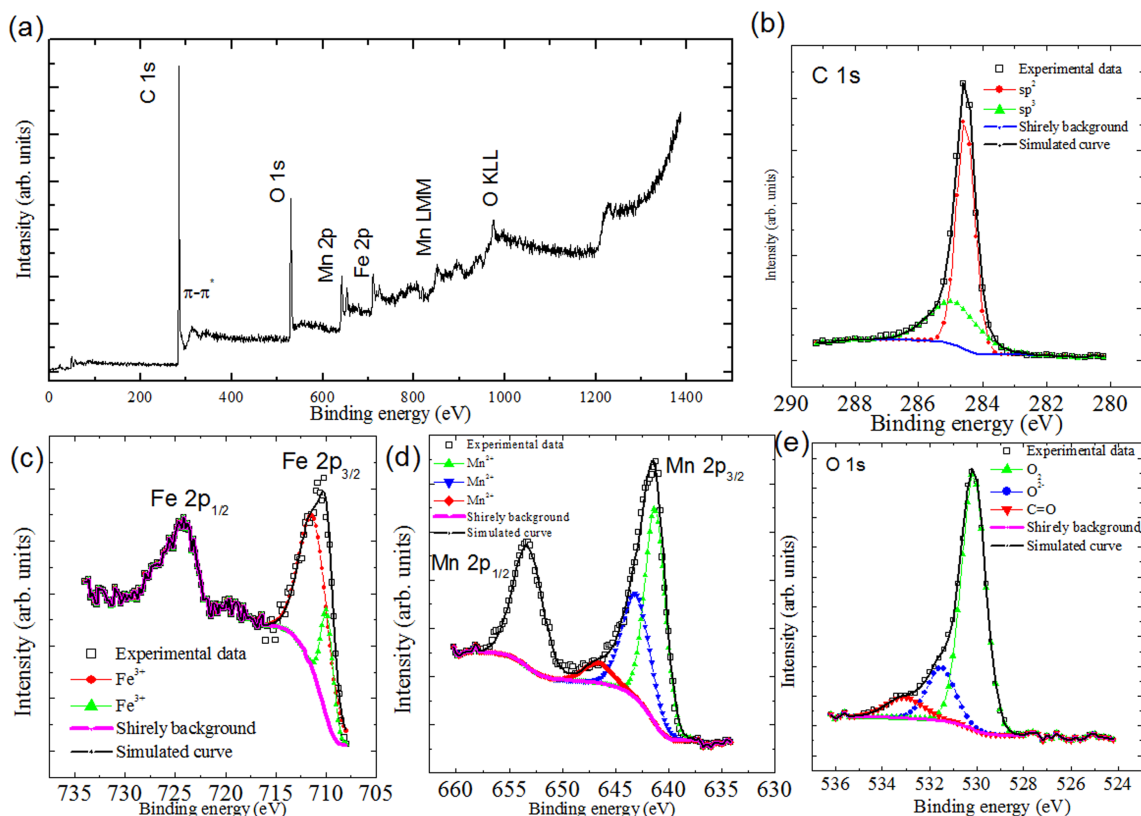 (a)
C 1s
π-π*
O 1s
Mn 2p
Fe 2p
Mn LMM
O KLL
Intensity (arb. units)
0 200 400 600 800 1000 1200 1400
Binding energy (eV)
(b)
C 1s
Experimental data
sp²
sp³
Shirely background
Simulated curve
Intensity (arb. units)
290 288 286 284 282 280
Binding energy (eV)
(c)
Fe 2p1/2
Fe 2p3/2
Experimental data
Fe³⁺
Fe³⁺
Shirely background
Simulated curve
Intensity (arb. units)
735 730 725 720 715 710 705
Binding energy (eV)
(d)
Experimental data
Mn²⁺
Mn²⁺
Mn²⁺
Shirely background
Simulated curve
Mn 2p3/2
Mn 2p1/2
Intensity (arb. units)
660 655 650 645 640 635 630
Binding energy (eV)
(e)
O 1s
Experimental data
C=O
Shirely background
Simulated curve
Intensity (arb. units)
534 532 530 528 526 524
Binding energy (eV)